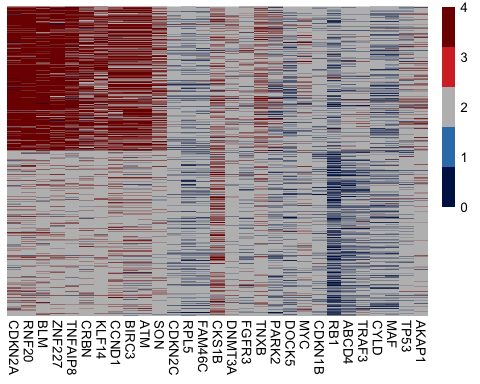 4
3
2
1
0
CDKN2A
RNF20
BLM
ZNF227
TNFAIP8
CRBN
KLF14
CCND1
BIRC3
ATM
SON
CDKN2C
RPL5
FAM46C
CKS1B
DNMT3A
FGFR3
TNXB
PARK2
DOCK5
MYC
CDKN1B
RB1
ABCD4
TRAF3
CYLD
MAF
TP53
AKAP1